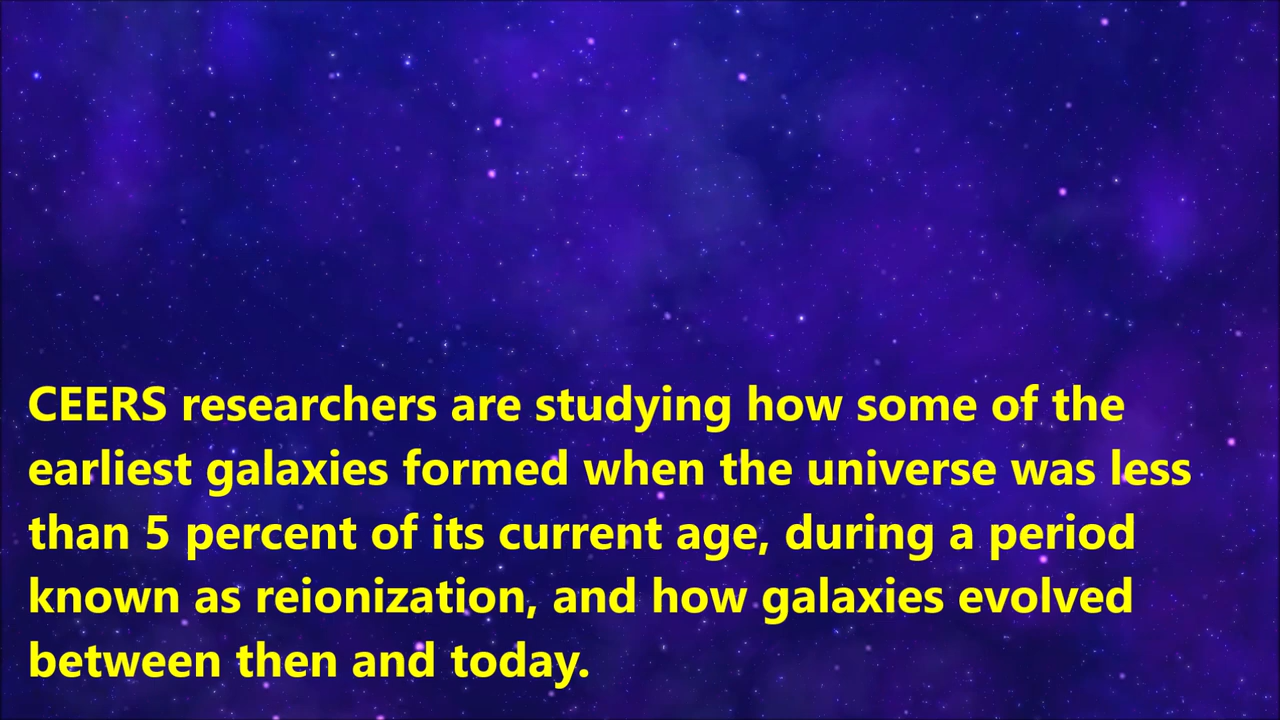 CEERS researchers are studying how some of the
earliest galaxies formed when the universe was less
than 5 percent of its current age, during a period
known as reionization, and how galaxies evolved
between then and today.